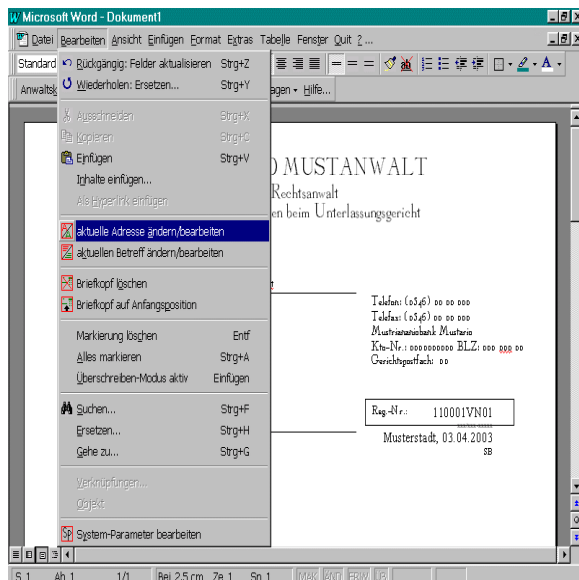 Microsoft Word - Dokument1
Datei Bearbeiten Ansicht Einfügen Format Extras Tabelle Fenster Quit ?...
Standard
Anwalts agen Hilfe...
Rückgängig: Felder aktualisieren Strg+Z
Wiederholen: Ersetzen... Strg+Y
Ausschneiden Strg+X
Kopieren Strg+C
Einfügen Strg+V
Inhalte einfügen...
Als Hyperlink einfügen
aktuelle Adresse ändern/bearbeiten
aktuellen Betreff ändern/bearbeiten
Briefkopf löschen
Briefkopf auf Anfangsposition
Markierung löschen Entf
Alles markieren Strg+A
Überschreiben-Modus aktiv Einfügen
Suchen... Strg+F
Ersetzen... Strg+H
Gehe zu... Strg+G
Verknüpfungen...
Objekt
System-Parameter bearbeiten
MUSTANWALT
Rechtsanwalt
en beim Unterlassungsgericht
Telefon: (0346) 00 00 000
Telefax: (0346) 00 00 000
Mustrianiobank Mustario
Kto-Nr.: 0000000000 BLZ: 000 000 00
Gerichtspostfach: 00
Reg.-Nr.: 110001VN01
Musterstadt, 03.04.2003
SB
S 1 Ab 1 1/1 Bei 2,5 cm Ze 1 Sp 1 MAK ÄND ERW ÜB